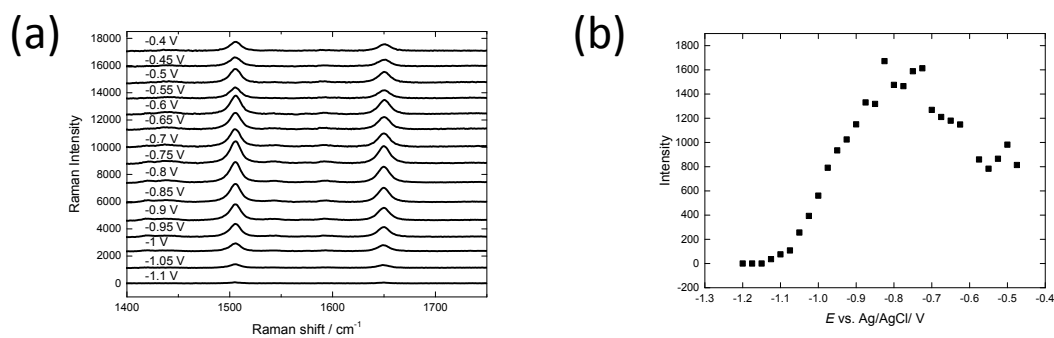 (a)
18000
16000
14000
12000
10000
8000
6000
4000
2000
0
-0.4 V
-0.45 V
-0.5 V
-0.55 V
-0.6 V
-0.65 V
-0.7 V
-0.75 V
-0.8 V
-0.85 V
-0.9 V
-0.95 V
-1 V
-1.05 V
-1.1 V
Raman Intensity
1400 1500 1600 1700
Raman shift / cm⁻¹
(b)
1800
1600
1400
1200
1000
800
600
400
200
0
-200
Intensity
-1.3 -1.2 -1.1 -1.0 -0.9 -0.8 -0.7 -0.6 -0.5 -0.4
E vs. Ag/AgCl/ V